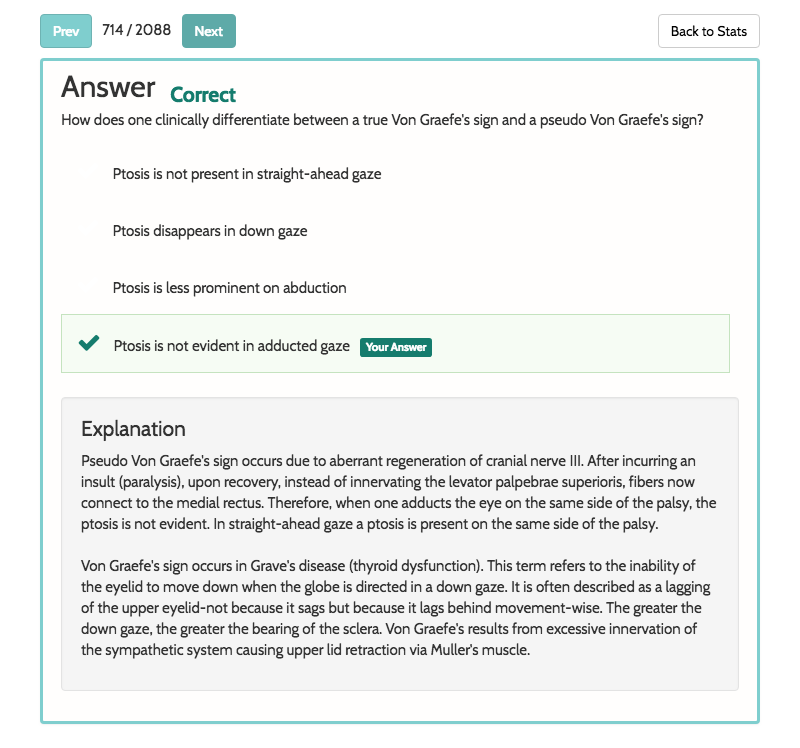 Prev 714 / 2088 Next Back to Stats
Answer Correct
How does one clinically differentiate between a true Von Graefe's sign and a pseudo Von Graefe's sign?
Ptosis is not present in straight-ahead gaze
Ptosis disappears in down gaze
Ptosis is less prominent on abduction
Ptosis is not evident in adducted gaze Your Answer
Explanation
Pseudo Von Graefe's sign occurs due to aberrant regeneration of cranial nerve III. After incurring an
insult (paralysis), upon recovery, instead of innervating the levator palpebrae superioris, fibers now
connect to the medial rectus. Therefore, when one adducts the eye on the same side of the palsy, the
ptosis is not evident. In straight-ahead gaze a ptosis is present on the same side of the palsy.
Von Graefe's sign occurs in Grave's disease (thyroid dysfunction). This term refers to the inability of
the eyelid to move down when the globe is directed in a down gaze. It is often described as a lagging
of the upper eyelid-not because it sags but because it lags behind movement-wise. The greater the
down gaze, the greater the bearing of the sclera. Von Graefe's results from excessive innervation of
the sympathetic system causing upper lid retraction via Muller's muscle.